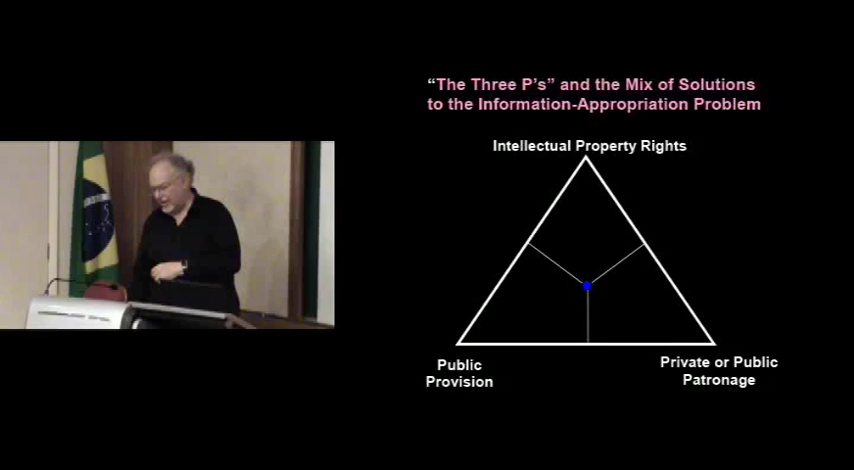 “The Three P’s” and the Mix of Solutions
to the Information-Appropriation Problem
Intellectual Property Rights
Public
Provision
Private or Public
Patronage